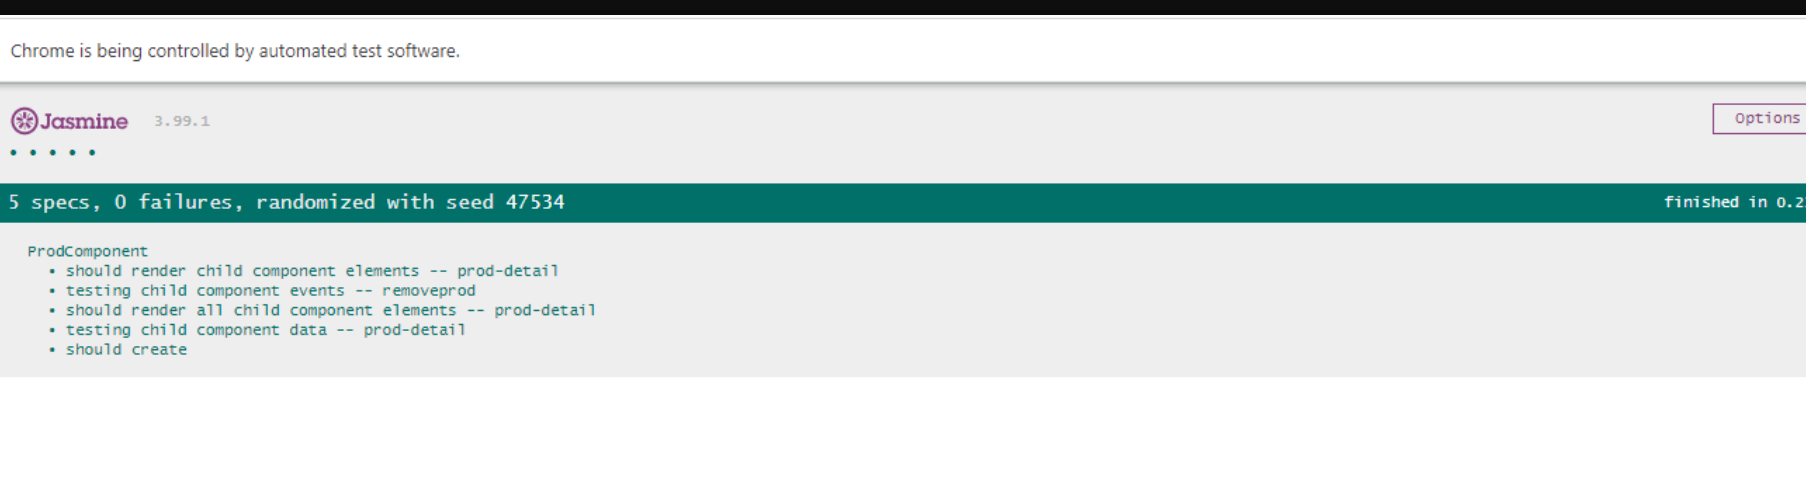 Chrome is being controlled by automated test software.
Jasmine 3.99.1
Options
• • • • •
5 specs, 0 failures, randomized with seed 47534
finished in 0.2
ProdComponent
• should render child component elements -- prod-detail
• testing child component events -- removeprod
• should render all child component elements -- prod-detail
• testing child component data -- prod-detail
• should create